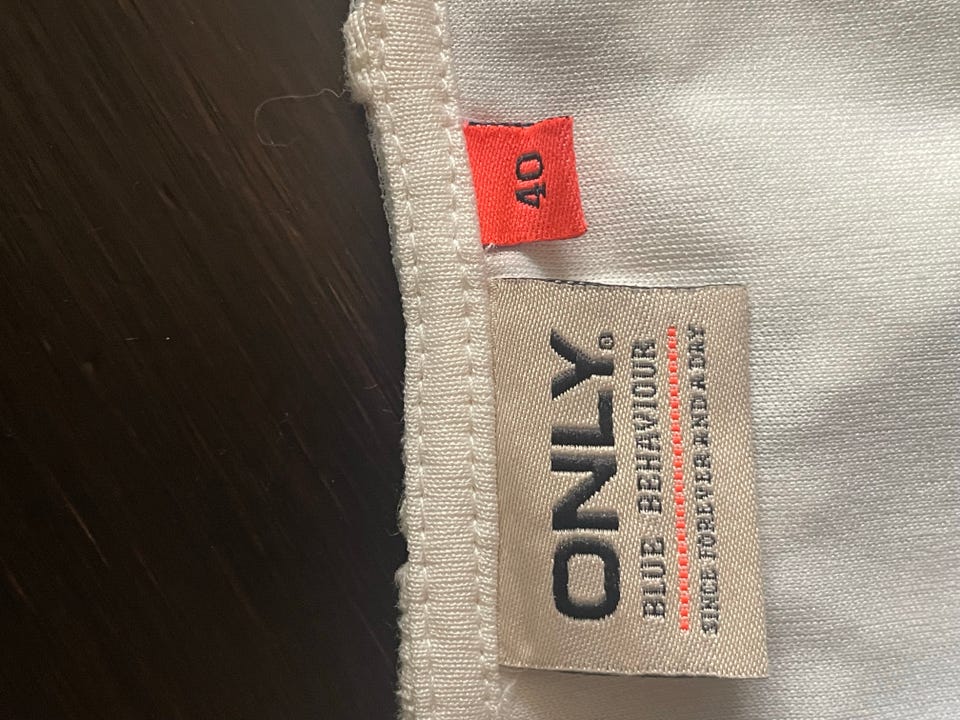 40
ONLY®
BLUE BEHAVIOUR
SINCE FOREVER AND A DAY